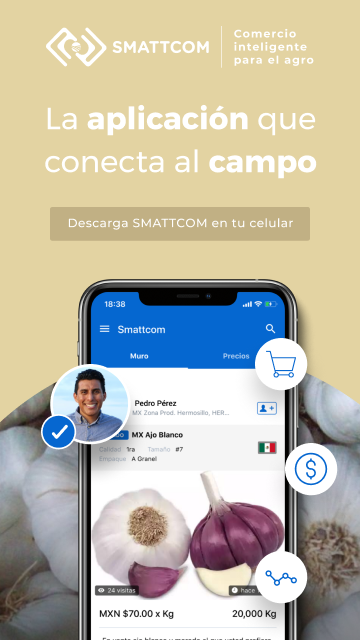 SMATTCOM
Comercio
inteligente
para el agro
La aplicación que
conecta al campo
Descarga SMATTCOM en tu celular
18:38
Smattcom
Muro
Precios
Pedro Pérez
MX Zona Prod. Hermosillo, HER...
MX Ajo Blanco
Calidad 1ra Tamaño #7
Empaque A Granel
24 visitas
hace
MXN $70.00 x Kg
20,000 Kg